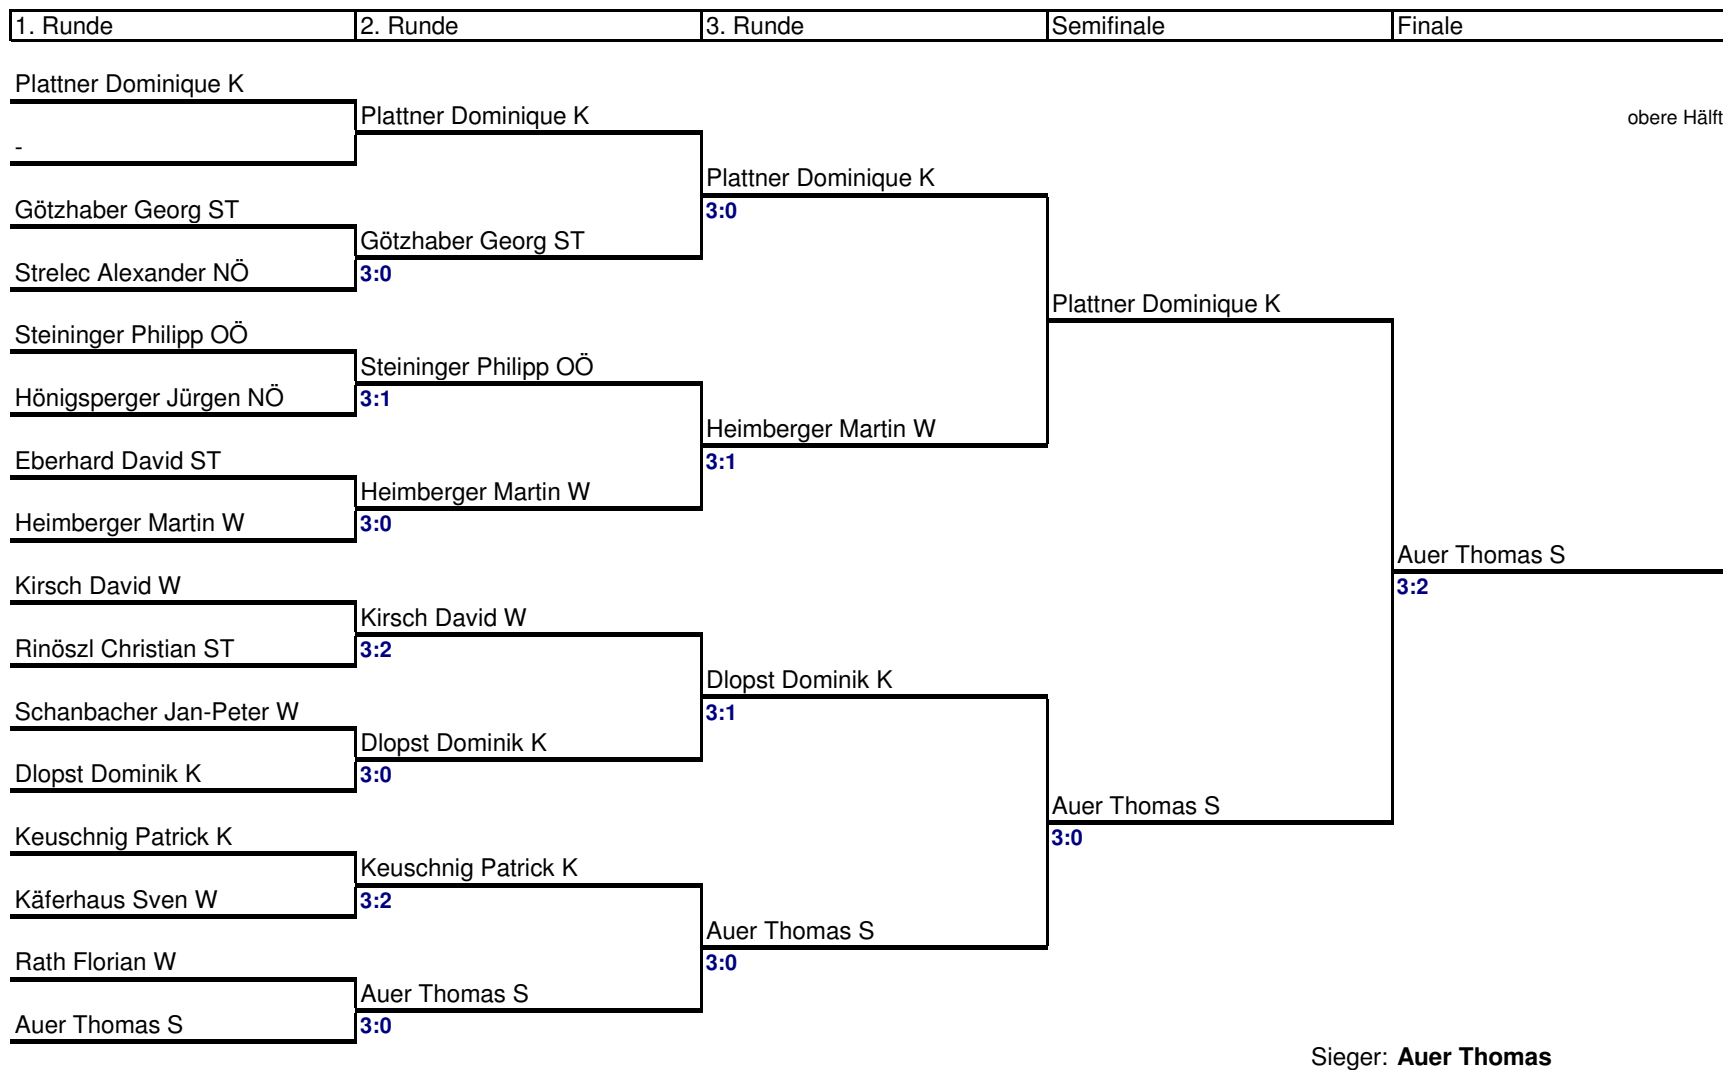 1. Runde 2. Runde 3. Runde Semifinale Finale
Plattner Dominique K
Plattner Dominique K
obere Hälft
-
Plattner Dominique K
3:0
Götzhaber Georg ST
Götzhaber Georg ST
3:0
Strelec Alexander NÖ
Plattner Dominique K
Steininger Philipp OÖ
Steininger Philipp OÖ
3:1
Hönigsperger Jürgen NÖ
Heimberger Martin W
3:1
Eberhard David ST
Heimberger Martin W
3:0
Heimberger Martin W
Auer Thomas S
3:2
Kirsch David W
Kirsch David W
3:2
Rinöszl Christian ST
Dlopst Dominik K
3:1
Schanbacher Jan-Peter W
Dlopst Dominik K
3:0
Dlopst Dominik K
Auer Thomas S
3:0
Keuschnig Patrick K
Keuschnig Patrick K
3:2
Käferhaus Sven W
Auer Thomas S
3:0
Rath Florian W
Auer Thomas S
3:0
Auer Thomas S
Sieger: Auer Thomas